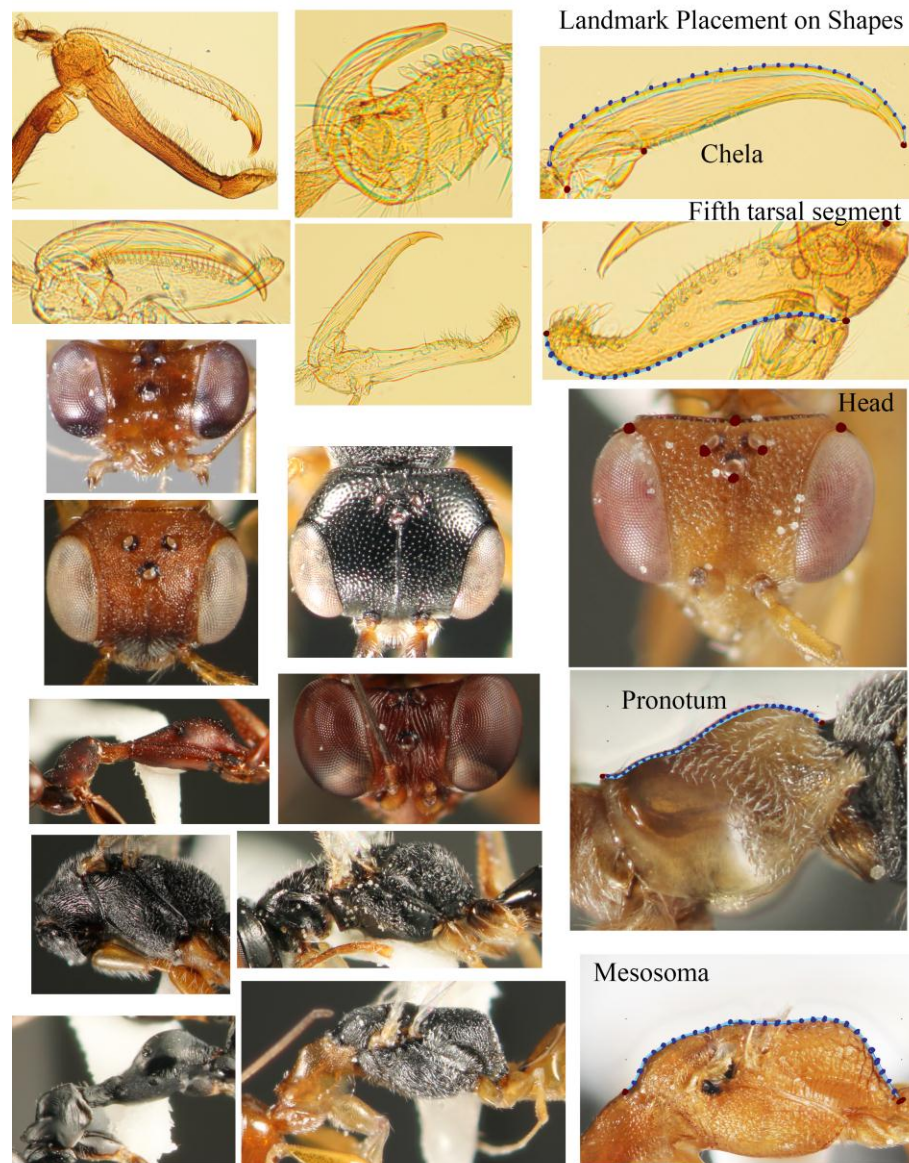 Landmark Placement on Shapes
Chela
Fifth tarsal segment
Head
Pronotum
Mesosoma